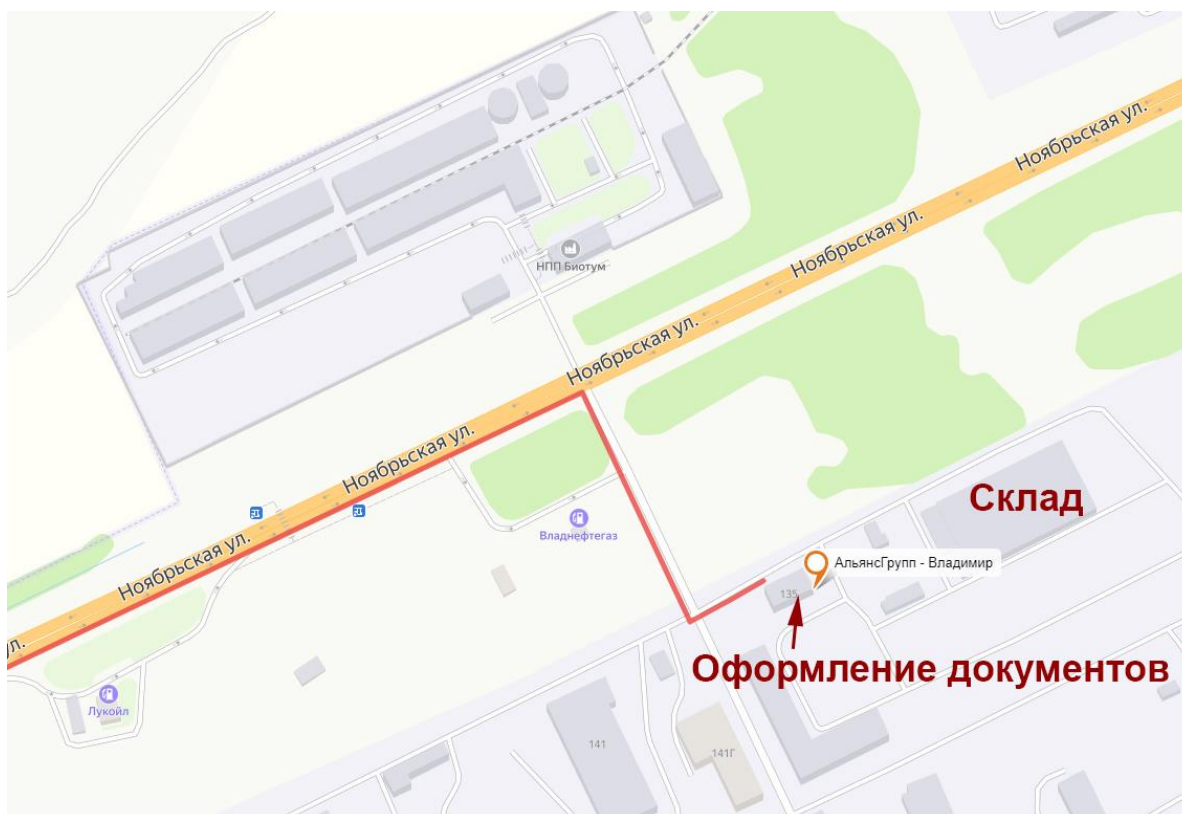 Ноябрьская ул.
Ноябрьская ул.
НПП Биотум
Ноябрьская ул.
Ноябрьская ул.
Склад
Владнефтегаз
Ноябрьская ул.
АльянсГрупп - Владимир
135
ул.
Оформление документов
Лукойл
141
141Г